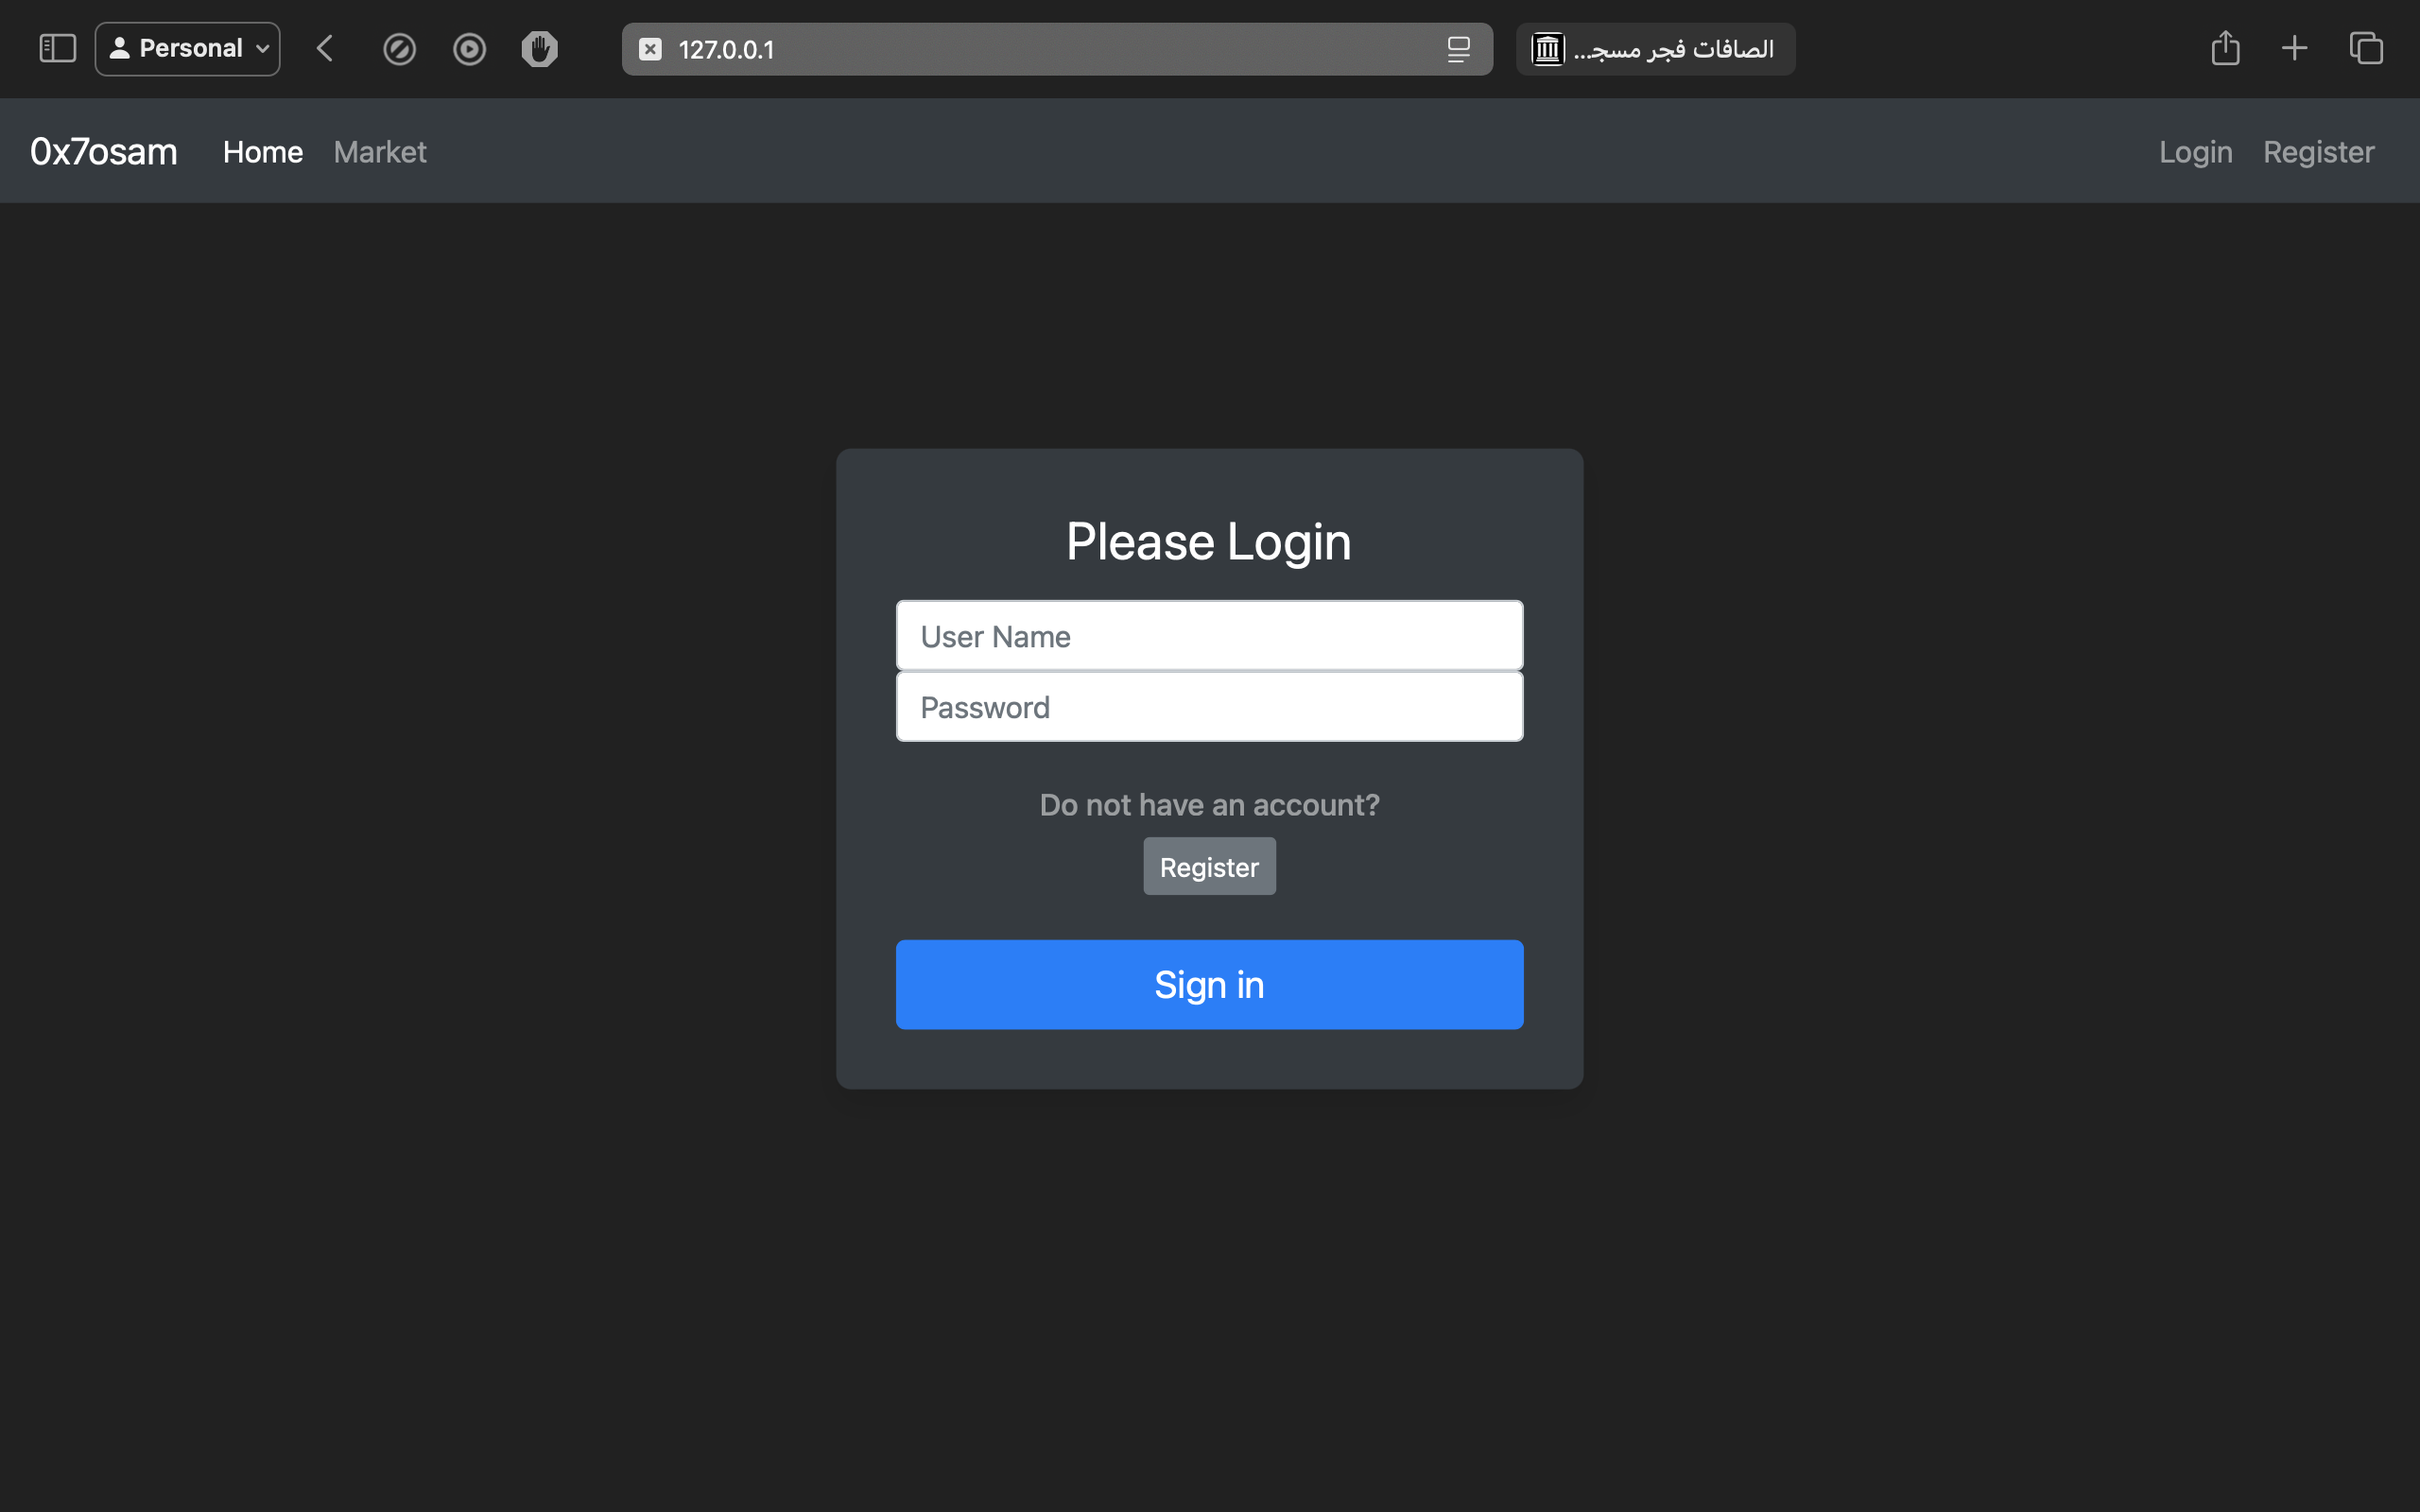 Personal
127.0.0.1
الصافات فجر مسجـ...
0x7osam Home Market Login Register
Please Login
User Name
Password
Do not have an account?
Register
Sign in